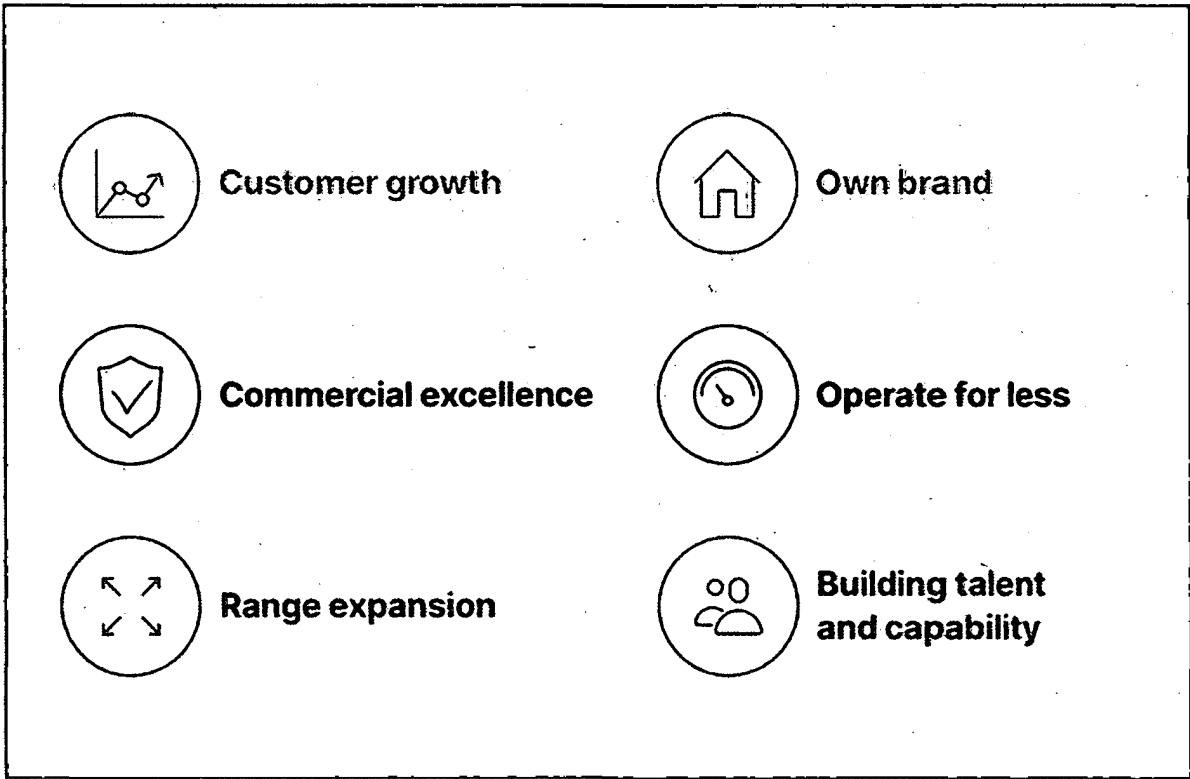 Customer growth
Own brand
Commercial excellence
Operate for less
Range expansion
Building talent
and capability